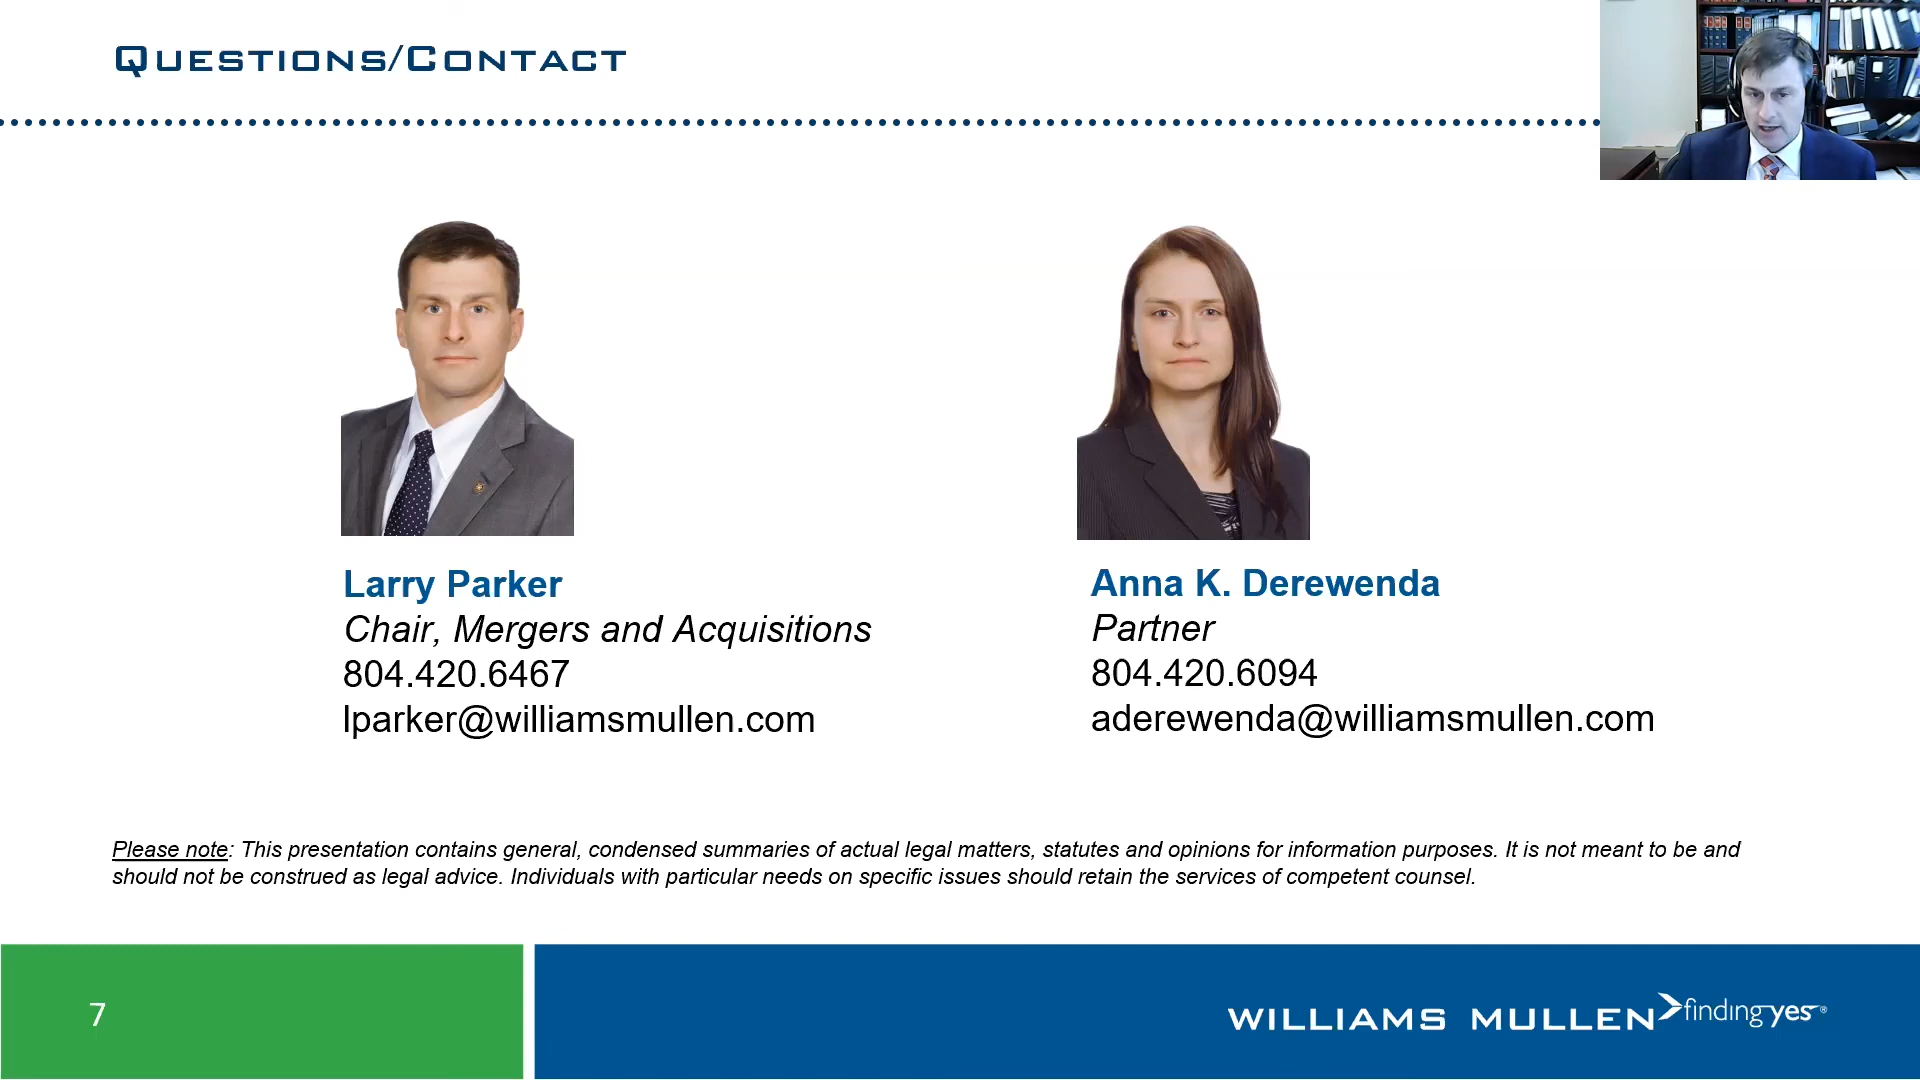 Questions/Contact
Larry Parker
Chair, Mergers and Acquisitions
804.420.6467
lparker@williamsmullen.com
Anna K. Derewenda
Partner
804.420.6094
aderewenda@williamsmullen.com
Please note: This presentation contains general, condensed summaries of actual legal matters, statutes and opinions for information purposes. It is not meant to be and
should not be construed as legal advice. Individuals with particular needs on specific issues should retain the services of competent counsel.
7
WILLIAMS MULLEN finding yes®